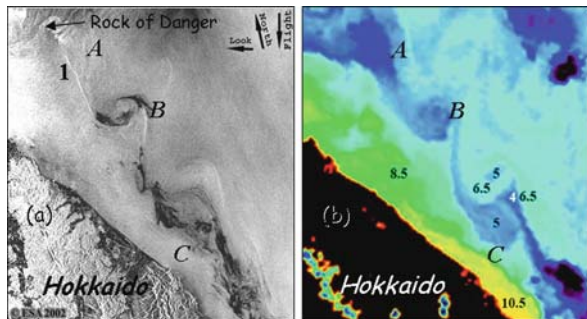 Rock of Danger
A
1
Look
North
Flight
B
(a)
C
Hokkaido
© ESA 2002
A
B
8.5
5
6.5
4
6.5
5
(b)
C
Hokkaido
10.5